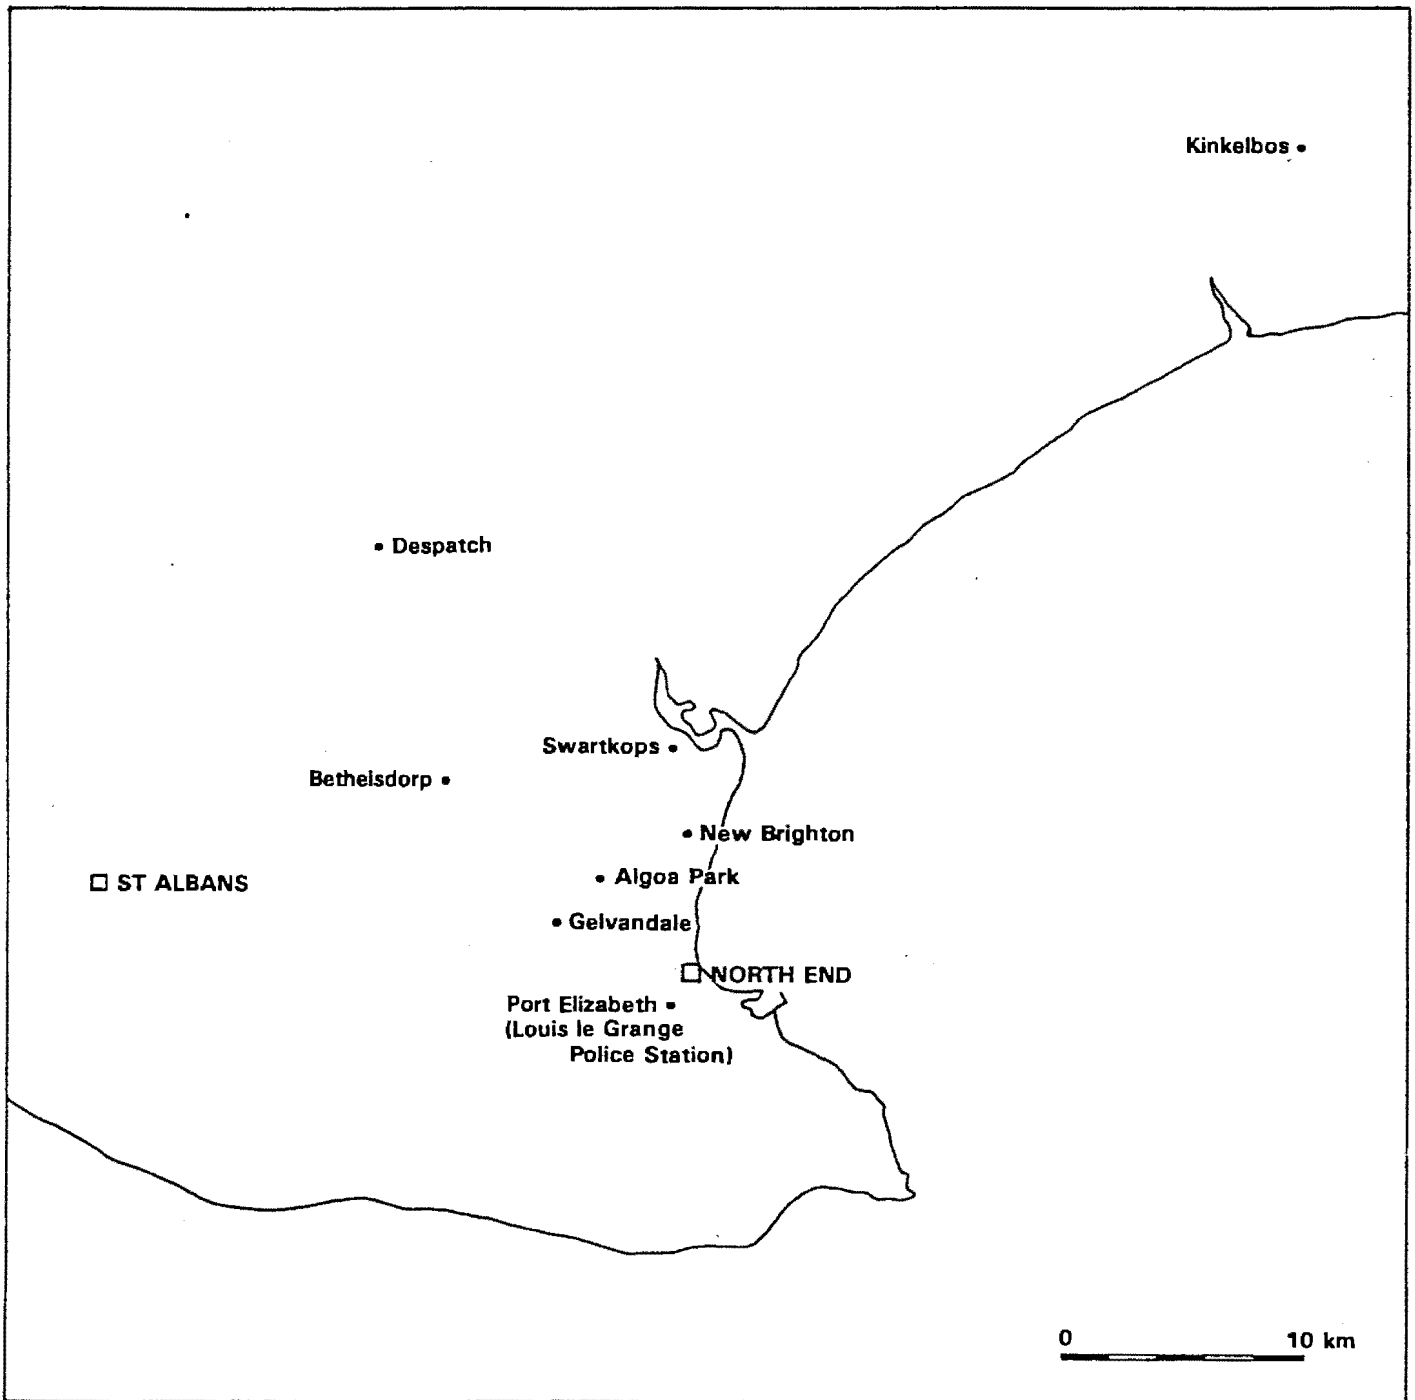 Kinkelbos
Despatch
Swartkops
Bethelsdorp
New Brighton
Algoa Park
ST ALBANS
Gelvandale
NORTH END
Port Elizabeth
(Louis le Grange
Police Station)
0 10 km